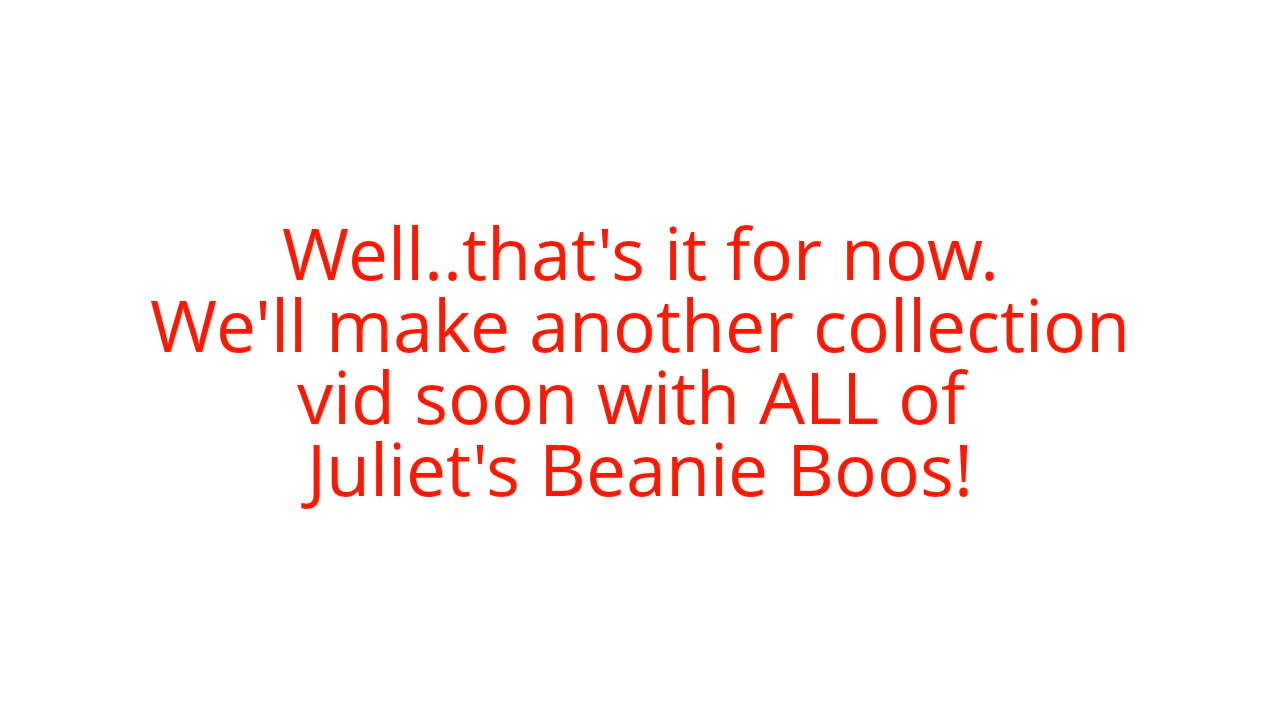 Well..that's it for now.
We'll make another collection
vid soon with ALL of
Juliet's Beanie Boos!